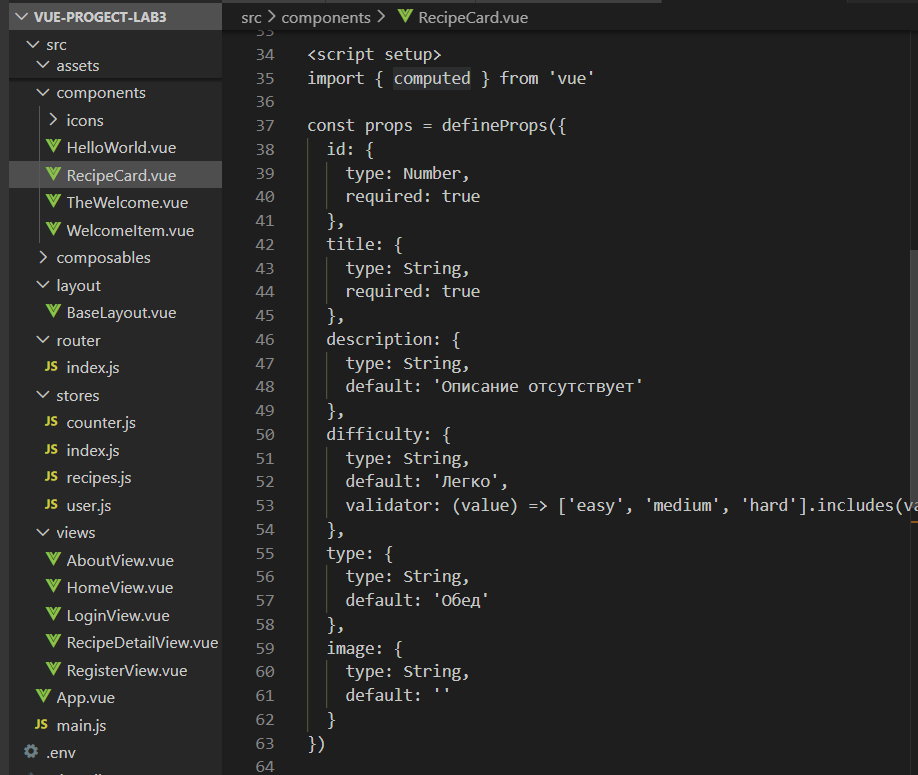 VUE-PROGECT-LAB3
src
assets
components
icons
HelloWorld.vue
RecipeCard.vue
TheWelcome.vue
WelcomeItem.vue
composables
layout
BaseLayout.vue
router
JS index.js
stores
JS counter.js
JS index.js
JS recipes.js
JS user.js
views
AboutView.vue
HomeView.vue
LoginView.vue
RecipeDetailView.vue
RegisterView.vue
App.vue
JS main.js
.env
src > components > RecipeCard.vue
33
34 <script setup>
35 import { computed } from 'vue'
36
37 const props = defineProps({
38 id: {
39 type: Number,
40 required: true
41 },
42 title: {
43 type: String,
44 required: true
45 },
46 description: {
47 type: String,
48 default: 'Описание отсутствует'
49 },
50 difficulty: {
51 type: String,
52 default: 'Легко',
53 validator: (value) => ['easy', 'medium', 'hard'].includes(va
54 },
55 type: {
56 type: String,
57 default: 'Обед'
58 },
59 image: {
60 type: String,
61 default: ''
62 }
63 })
64